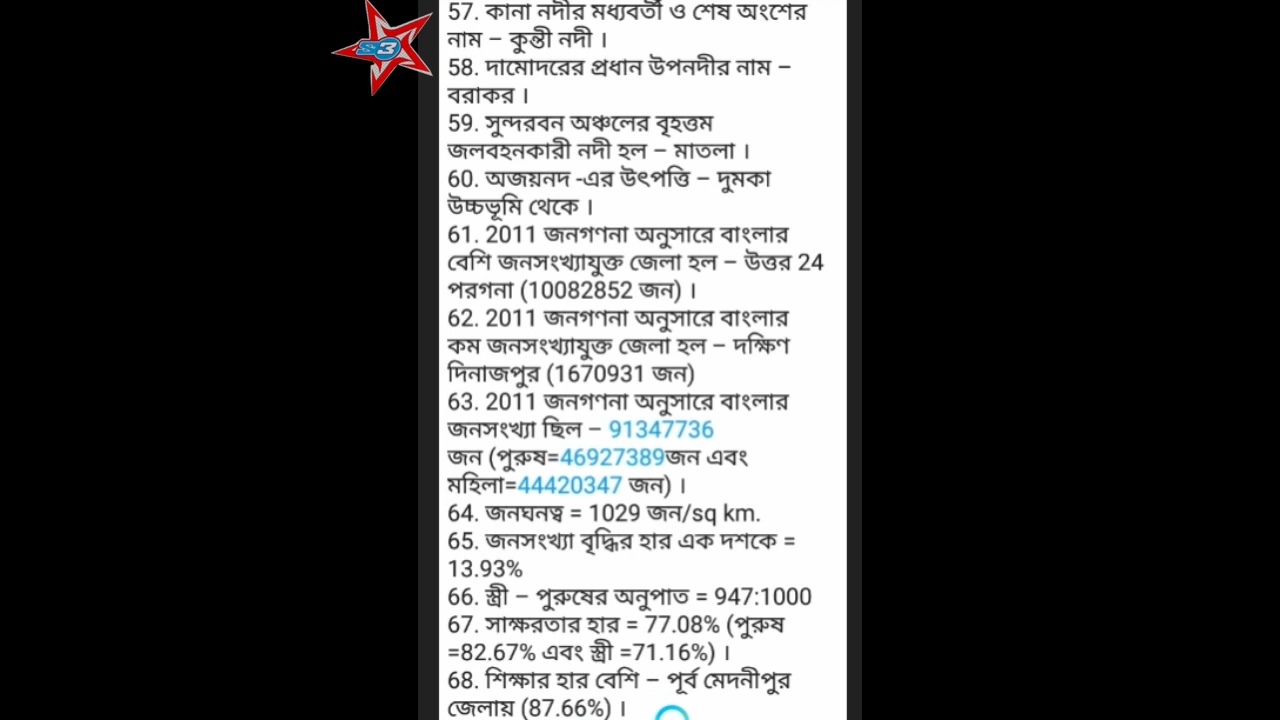 S3
57. কানা নদীর মধ্যবর্তী ও শেষ অংশের
নাম – কুন্তী নদী ।
58. দামোদরের প্রধান উপনদীর নাম –
বরাকর ।
59. সুন্দরবন অঞ্চলের বৃহত্তম
জলবহনকারী নদী হল – মাতলা ।
60. অজয়নদ -এর উৎপত্তি – দুমকা
উচ্চভূমি থেকে ।
61. 2011 জনগণনা অনুসারে বাংলার
বেশি জনসংখ্যাযুক্ত জেলা হল – উত্তর 24
পরগনা (10082852 জন) ।
62. 2011 জনগণনা অনুসারে বাংলার
কম জনসংখ্যাযুক্ত জেলা হল – দক্ষিণ
দিনাজপুর (1670931 জন)
63. 2011 জনগণনা অনুসারে বাংলার
জনসংখ্যা ছিল – 91347736
জন (পুরুষ=46927389জন এবং
মহিলা=44420347 জন) ।
64. জনঘনত্ব = 1029 জন/sq km.
65. জনসংখ্যা বৃদ্ধির হার এক দশকে =
13.93%
66. স্ত্রী – পুরুষের অনুপাত = 947:1000
67. সাক্ষরতার হার = 77.08% (পুরুষ
=82.67% এবং স্ত্রী =71.16%) ।
68. শিক্ষার হার বেশি – পূর্ব মেদনীপুর
জেলায় (87.66%) ।